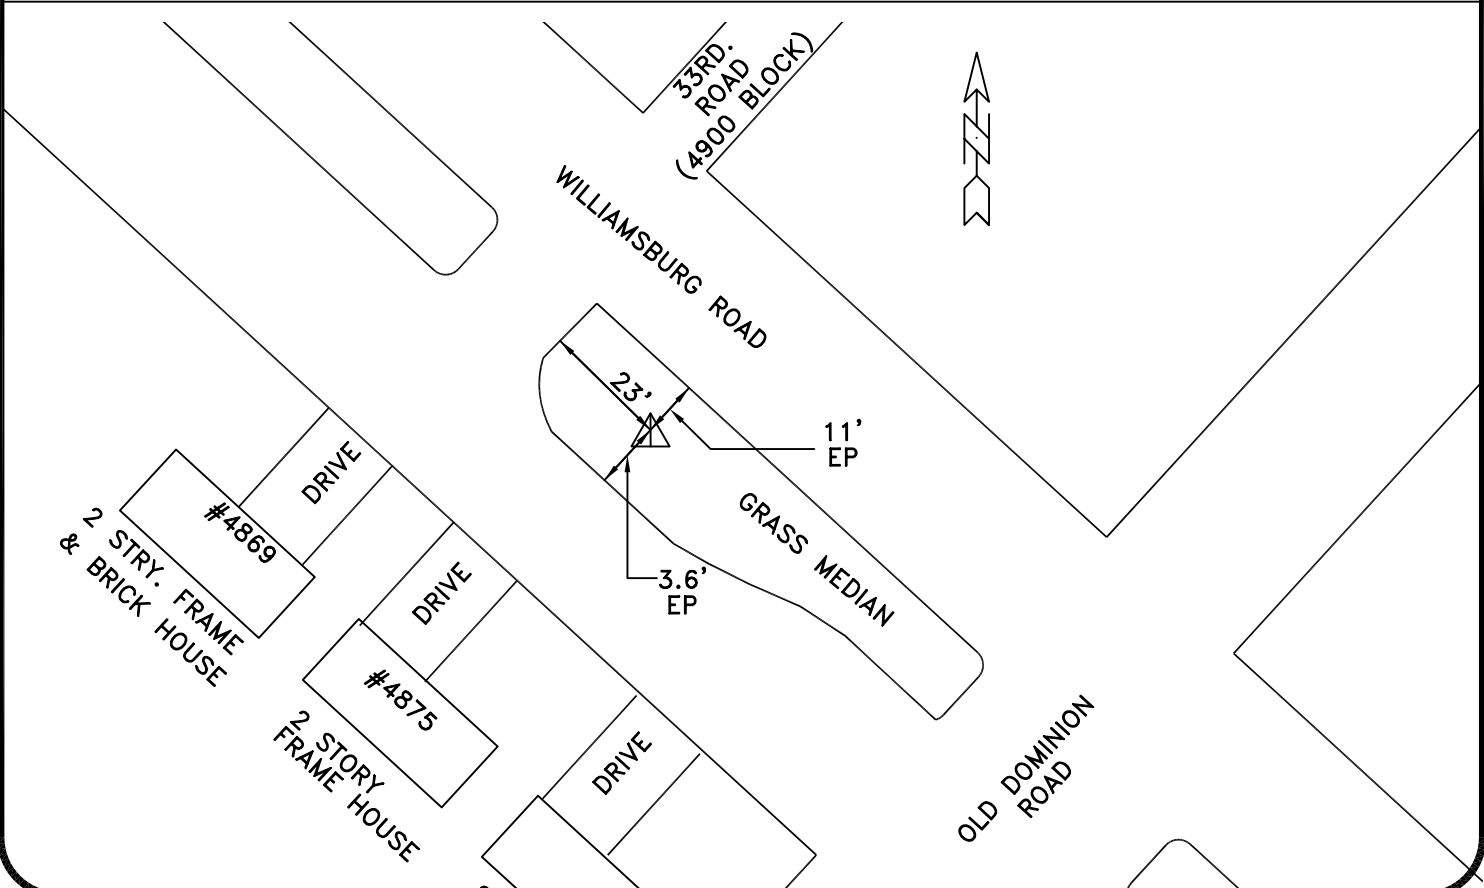 33RD.
ROAD
(4900 BLOCK)
N
WILLIAMSBURG ROAD
23'
11'
EP
3.6'
EP
GRASS MEDIAN
DRIVE
#4869
2 STRY. FRAME
& BRICK HOUSE
DRIVE
#4875
2 STORY
FRAME HOUSE
DRIVE
OLD DOMINION
ROAD